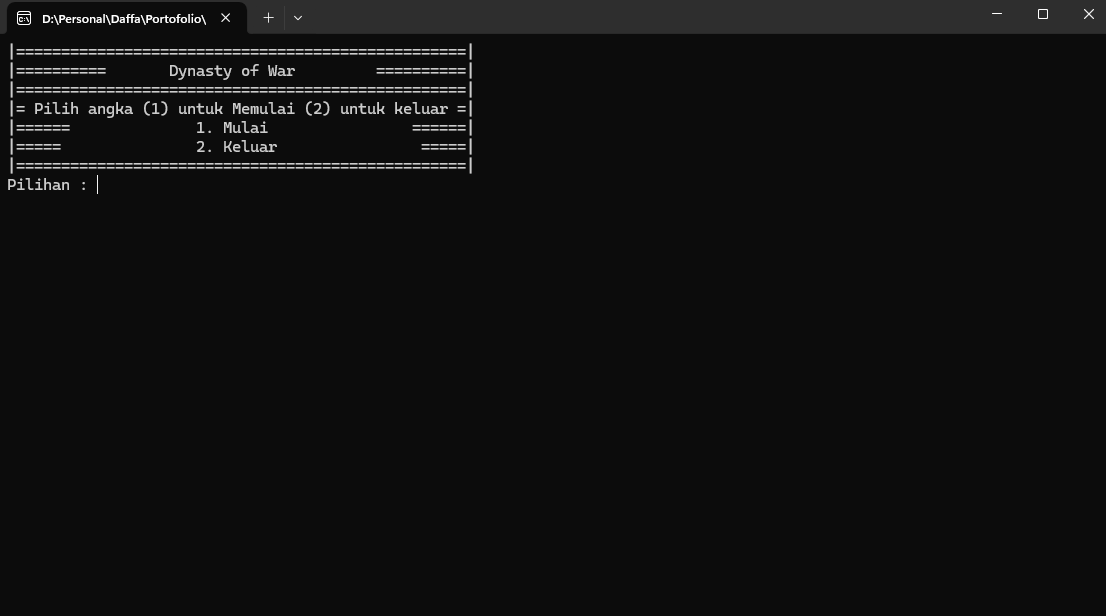 D:\Personal\Daffa\Portofolio\
|==================================================|
|==========       Dynasty of War         ==========|
|==================================================|
|= Pilih angka (1) untuk Memulai (2) untuk keluar =|
|======              1. Mulai                ======|
|=====               2. Keluar                =====|
|==================================================|
Pilihan :